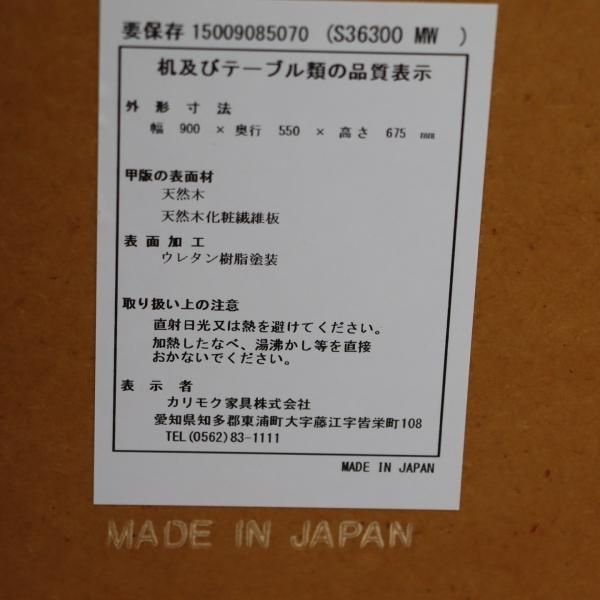 要保存 15009085070 (S36300 MW )
机及びテーブル類の品質表示
外形寸法
幅 900 × 奥行 550 × 高さ 675 mm
甲版の表面材
天然木
天然木化粧繊維板
表面加工
ウレタン樹脂塗装
取り扱い上の注意
直射日光又は熱を避けてください。
加熱したなべ、湯沸かし等を直接
おかないでください。
表示者
カリモク家具株式会社
愛知県知多郡東浦町大字藤江字皆栄町108
TEL(0562)83-1111
MADE IN JAPAN
MADE IN JAPAN